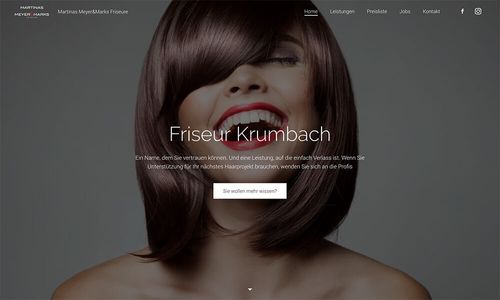 MARTINAS
MEYER&MARKS
Martinas Meyer&Marks Friseure
Home
Leistungen
Preisliste
Jobs
Kontakt
Friseur Krumbach
Ein Name, dem Sie vertrauen können. Und eine Leistung, auf die einfach Verlass ist. Wenn Sie
Unterstützung für Ihr nächstes Haarprojekt brauchen, wenden Sie sich an die Profis
Sie wollen mehr wissen?